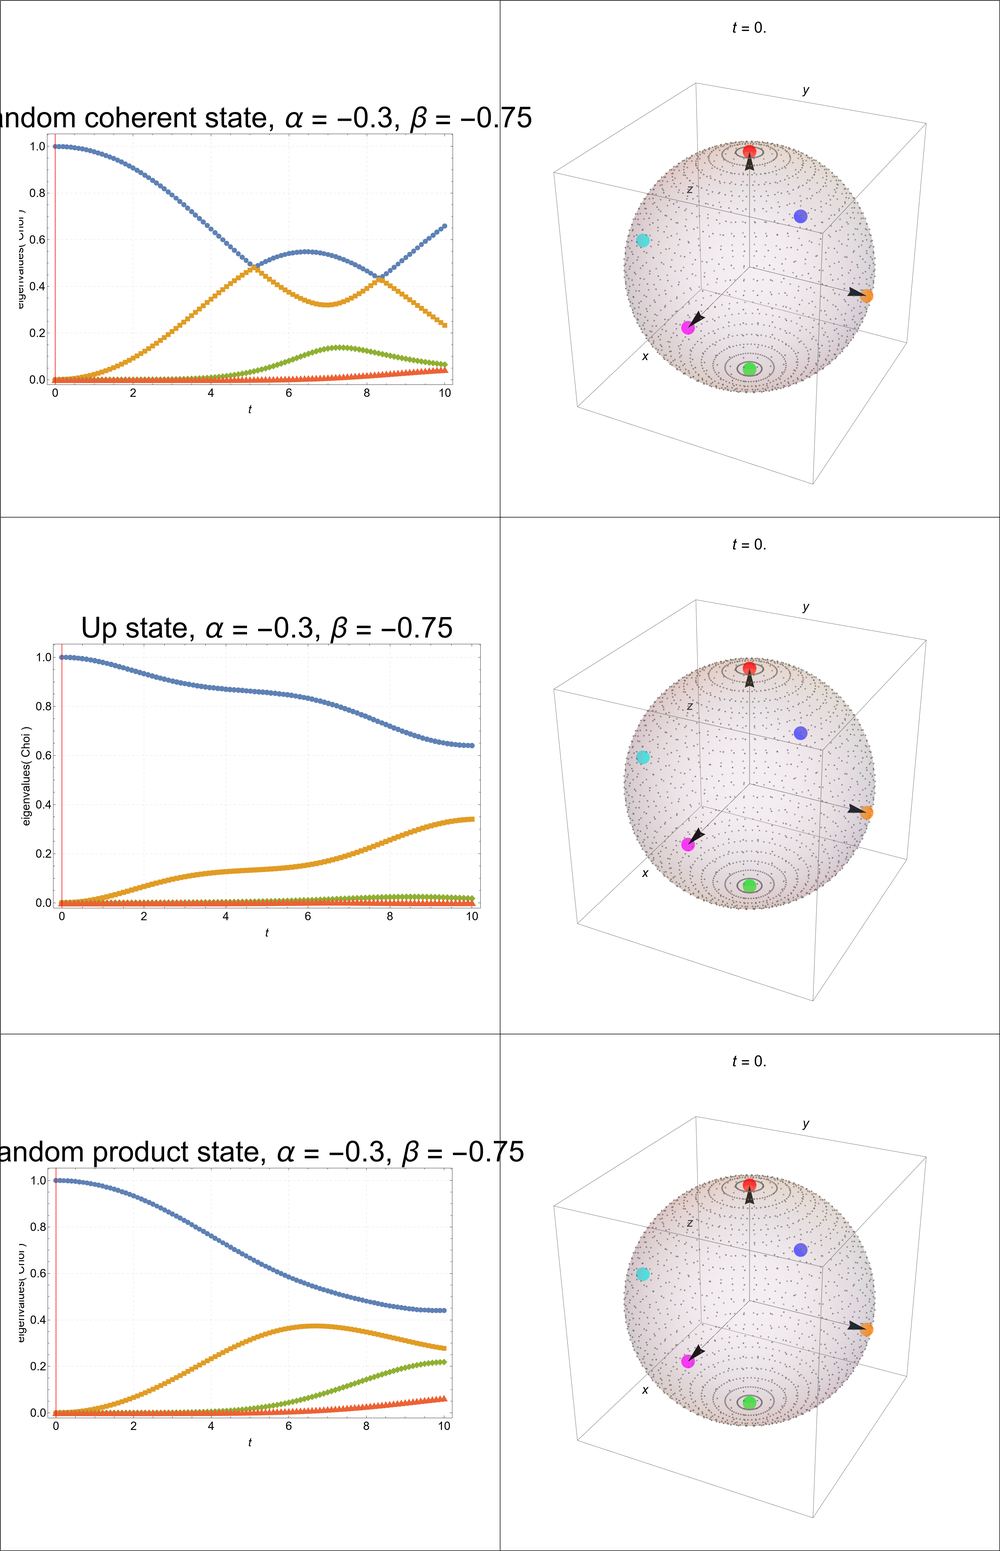 t = 0.
andom coherent state, α = −0.3, β = −0.75
y
z
x
1.0
0.8
0.6
0.4
0.2
0.0
eigenvalues( Choi )
0 2 4 6 8 10
t
t = 0.
Up state, α = −0.3, β = −0.75
y
z
x
1.0
0.8
0.6
0.4
0.2
0.0
eigenvalues( Choi )
0 2 4 6 8 10
t
t = 0.
andom product state, α = −0.3, β = −0.75
y
z
x
1.0
0.8
0.6
0.4
0.2
0.0
eigenvalues( Choi )
0 2 4 6 8 10
t